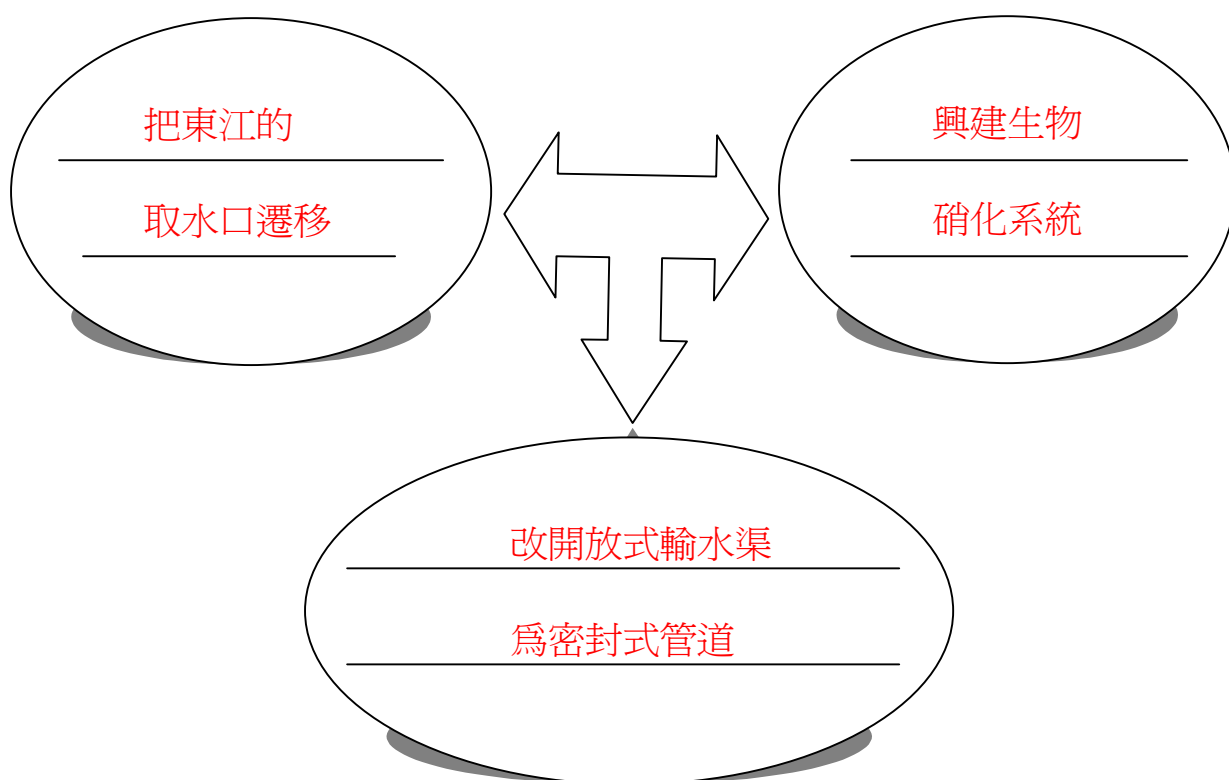 把東江的
取水口遷移
興建生物
硝化系統
改開放式輸水渠
爲密封式管道